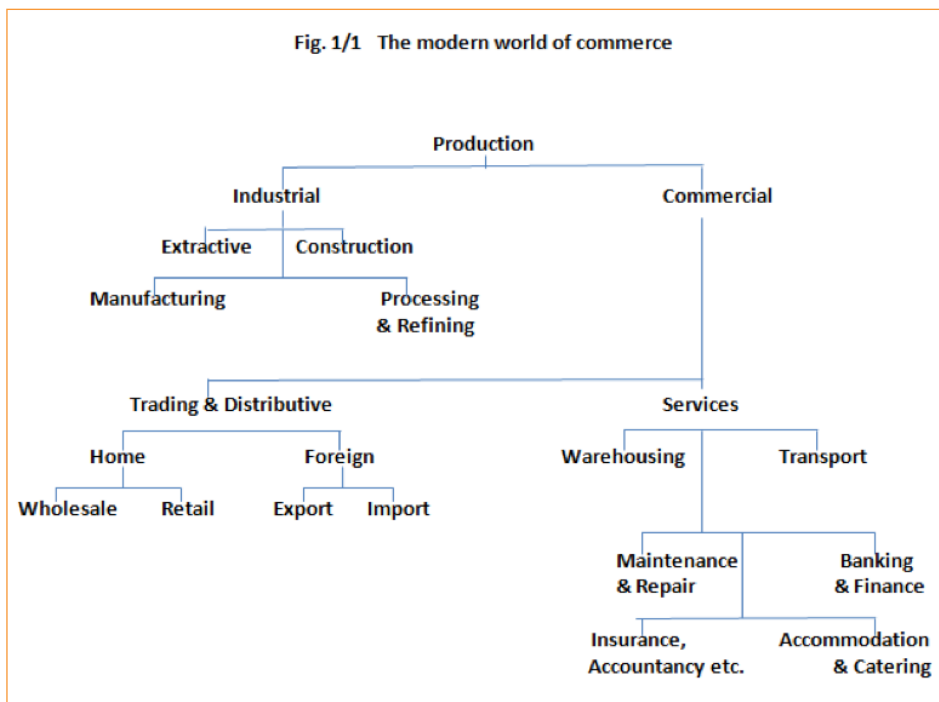 Fig. 1/1 The modern world of commerce
Production
Industrial
Commercial
Extractive
Construction
Manufacturing
Processing
& Refining
Trading & Distributive
Services
Home
Foreign
Warehousing
Transport
Wholesale
Retail
Export
Import
Maintenance
& Repair
Banking
& Finance
Insurance,
Accountancy etc.
Accommodation
& Catering